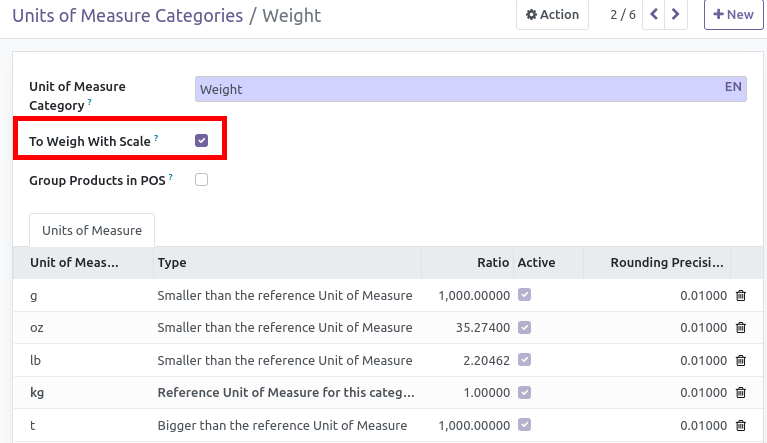 Units of Measure Categories / Weight
Action
2 / 6
+ New
Unit of Measure
Category ?
Weight
EN
To Weigh With Scale ?
Group Products in POS ?
Units of Measure
Unit of Meas... Type Ratio Active Rounding Precisi...
g Smaller than the reference Unit of Measure 1,000.00000 0.01000
oz Smaller than the reference Unit of Measure 35.27400 0.01000
lb Smaller than the reference Unit of Measure 2.20462 0.01000
kg Reference Unit of Measure for this categ... 1.00000 0.01000
t Bigger than the reference Unit of Measure 1,000.00000 0.01000